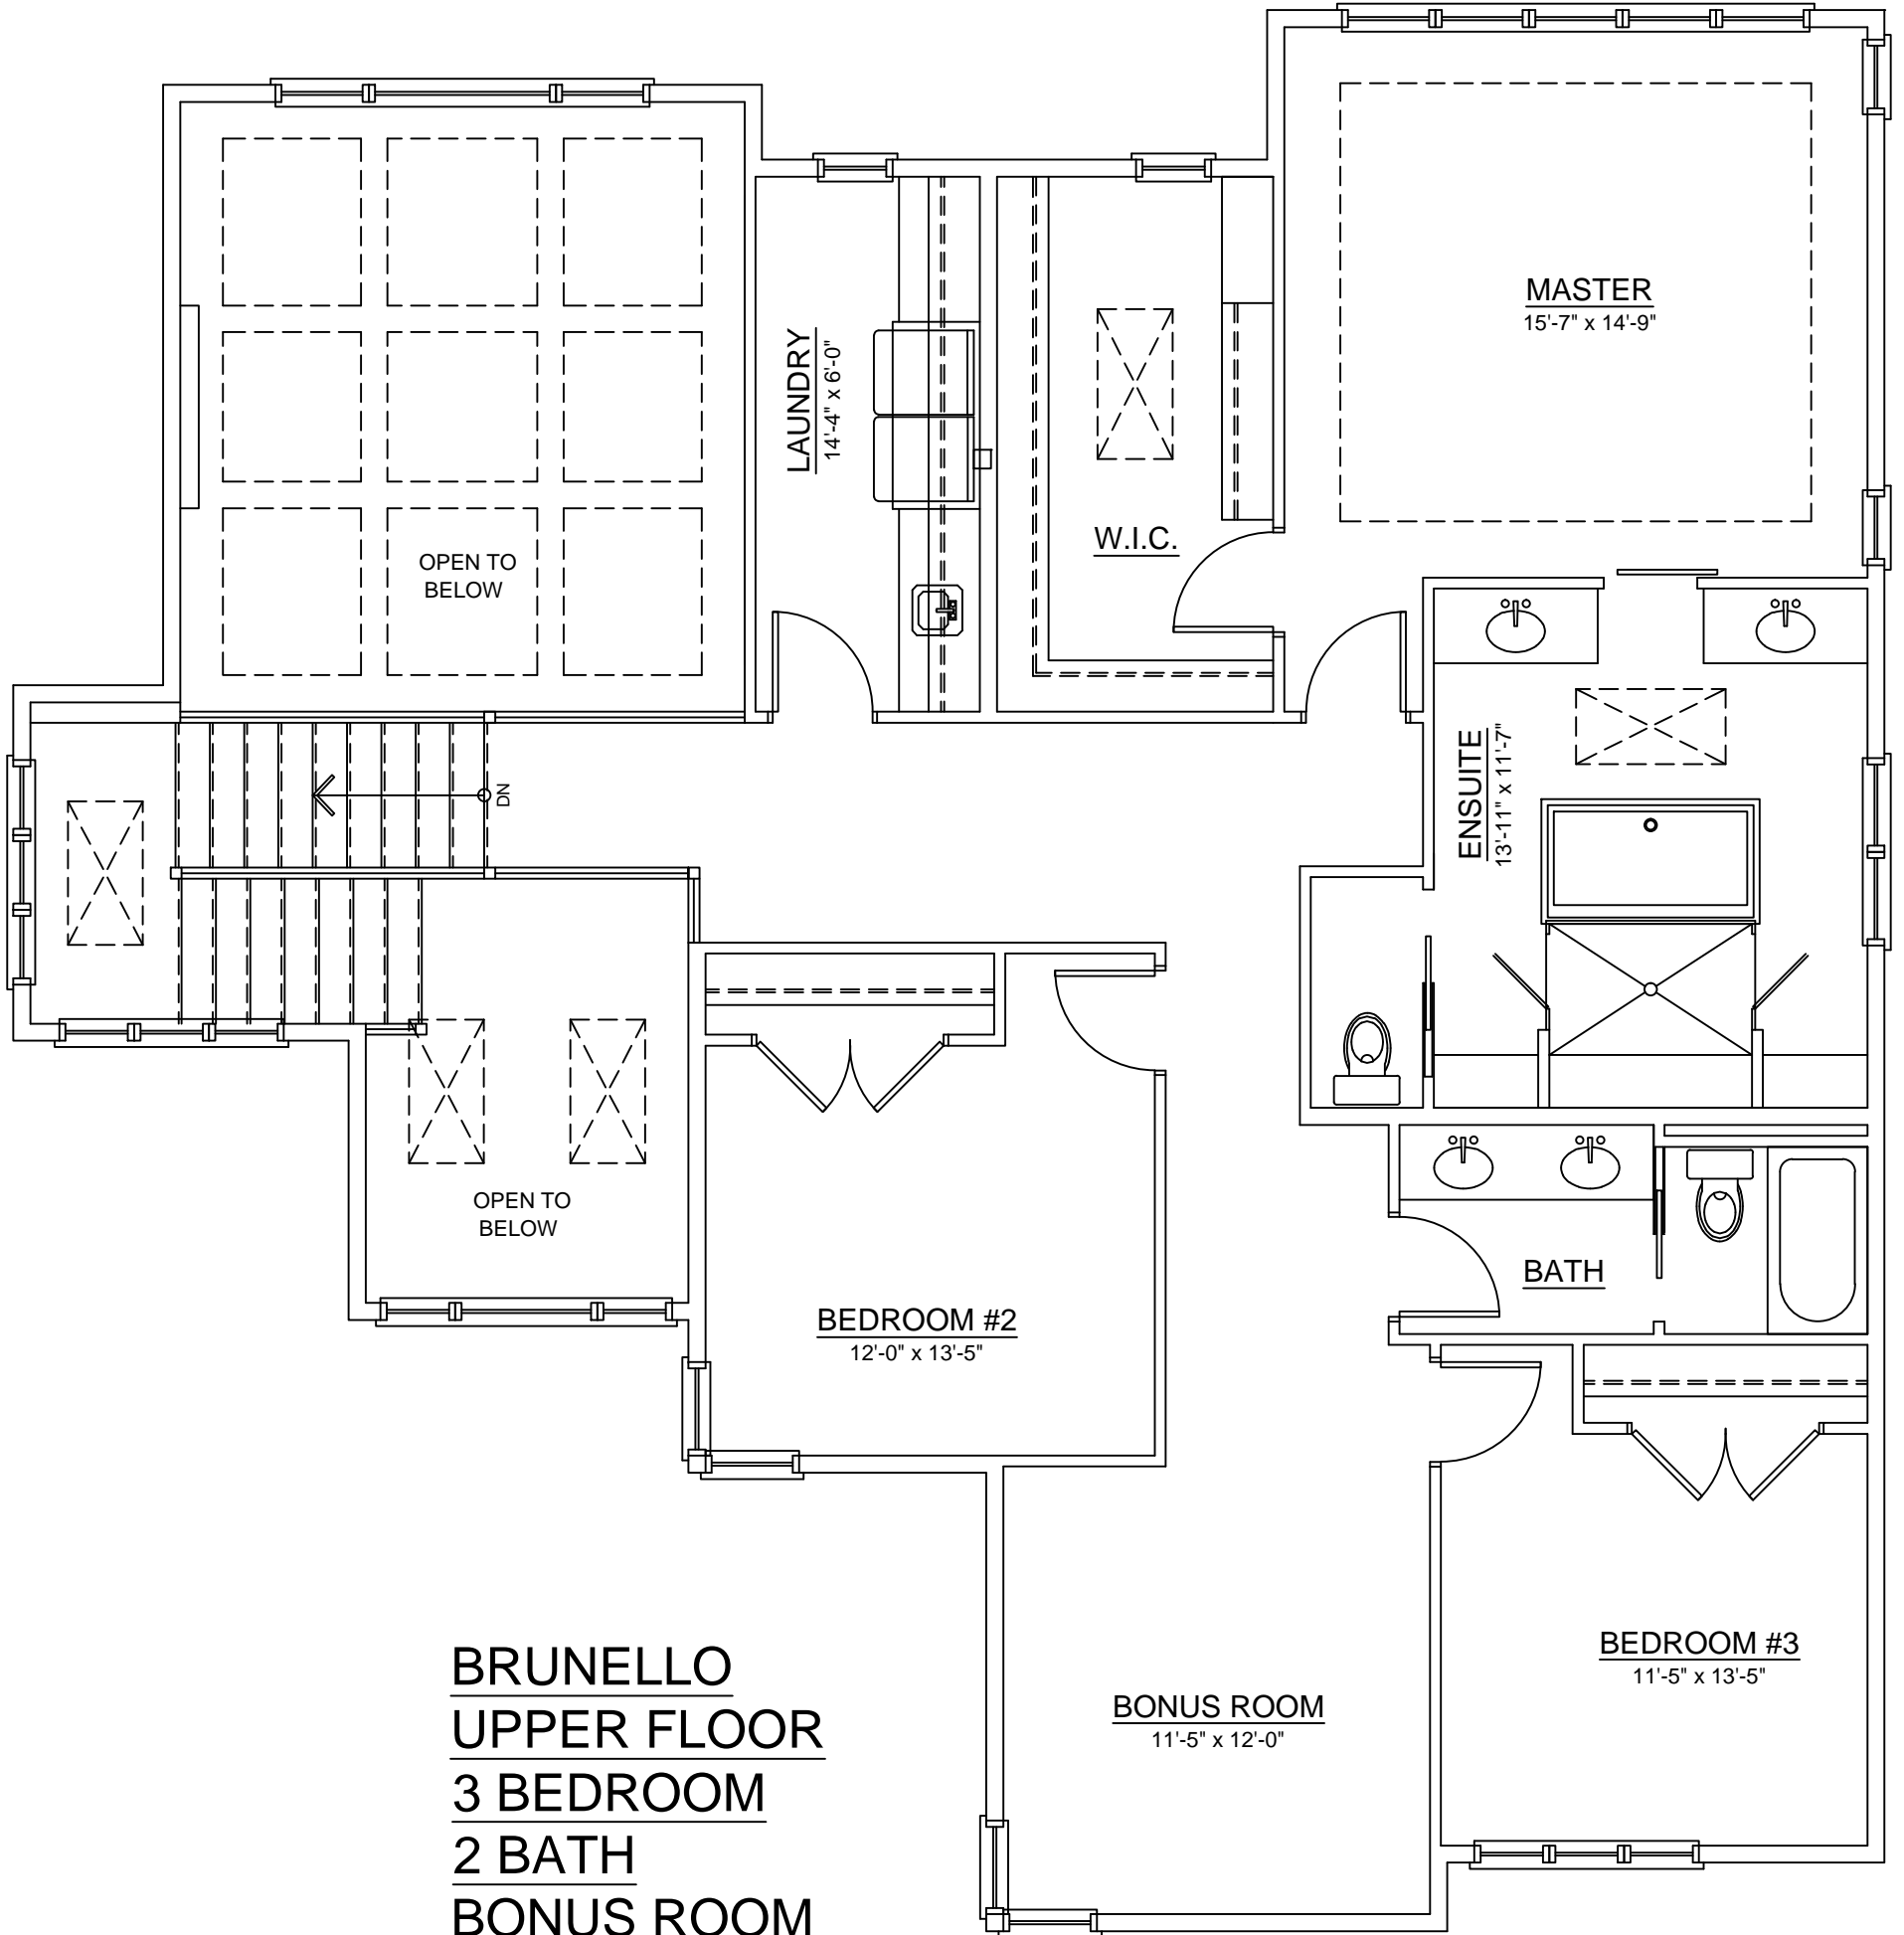 MASTER
15'-7" x 14'-9"
LAUNDRY
14'-4" x 6'-0"
W.I.C.
OPEN TO
BELOW
DN
ENSUITE
13'-11" x 11'-7"
OPEN TO
BELOW
BATH
BEDROOM #2
12'-0" x 13'-5"
BEDROOM #3
11'-5" x 13'-5"
BONUS ROOM
11'-5" x 12'-0"
BRUNELLO
UPPER FLOOR
3 BEDROOM
2 BATH
BONUS ROOM